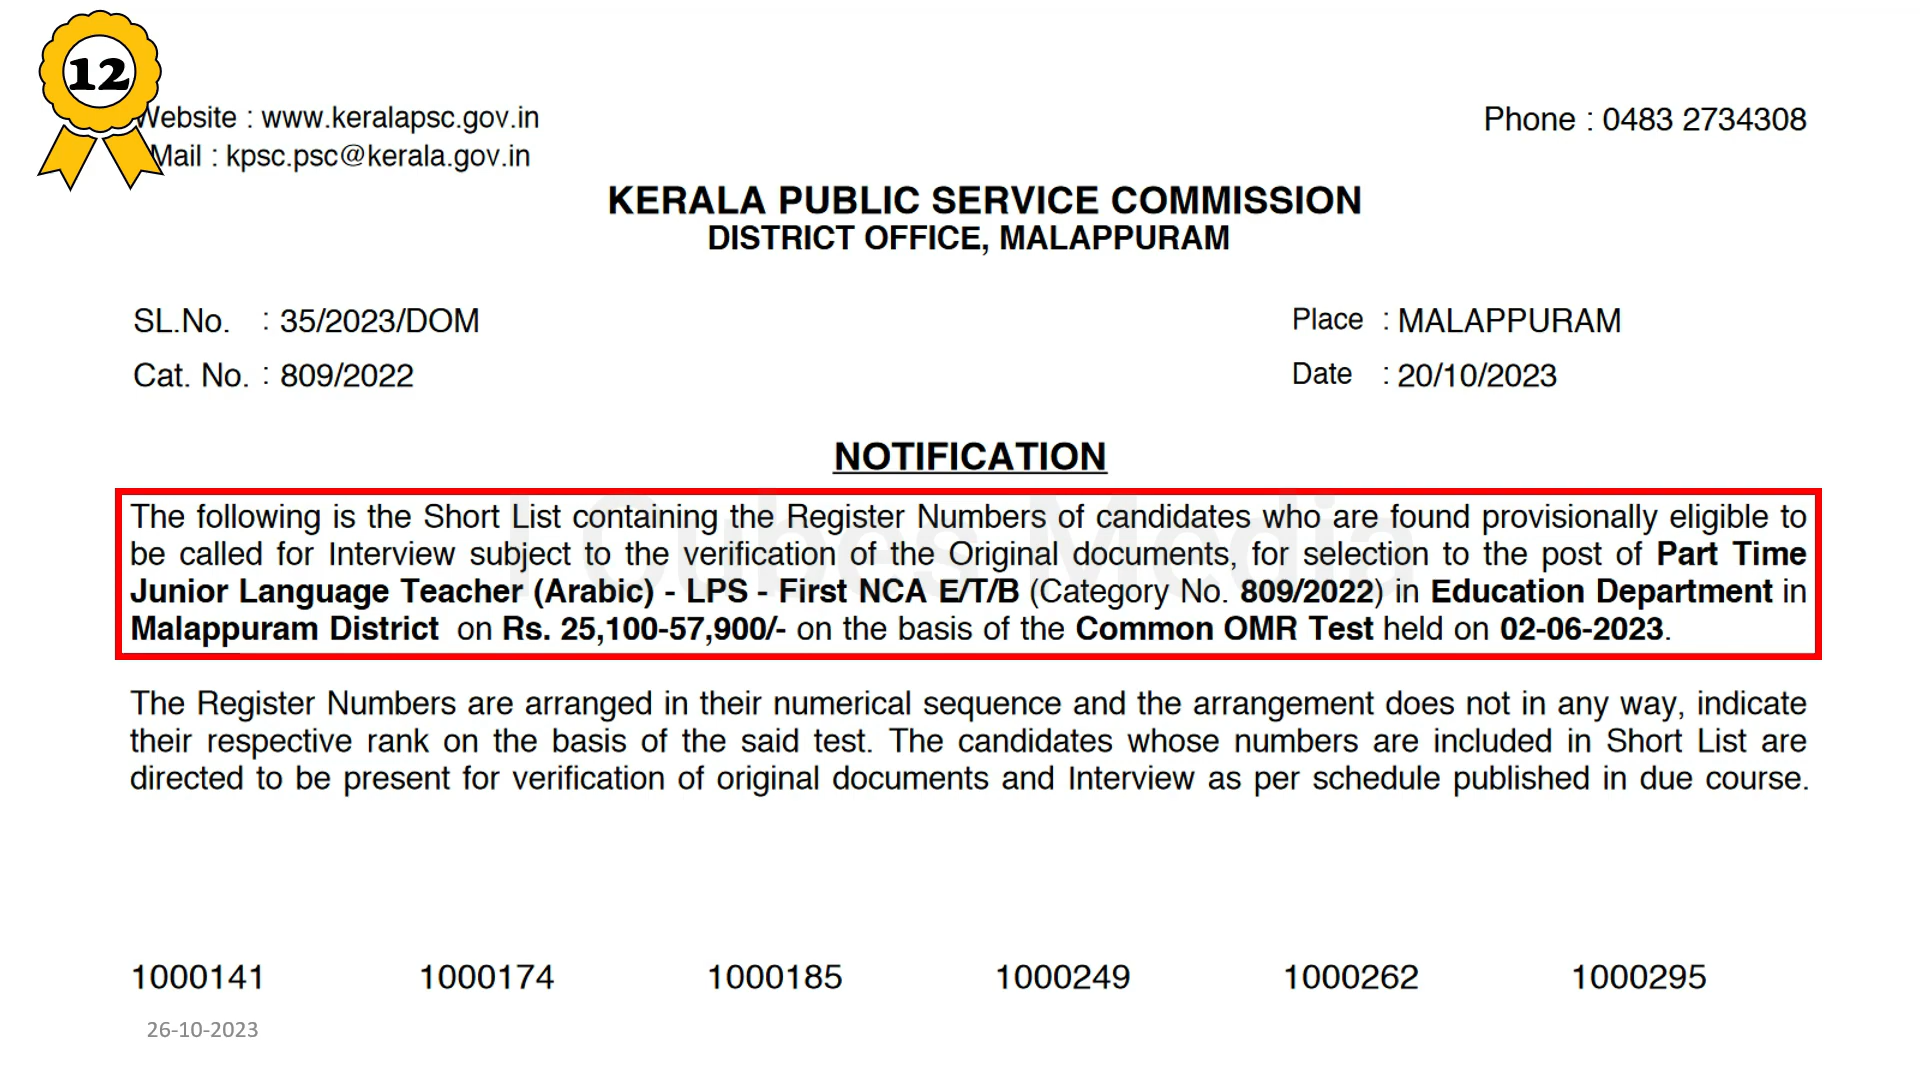 12
Website : www.keralapsc.gov.in
Phone : 0483 2734308
Mail : kpsc.psc@kerala.gov.in
KERALA PUBLIC SERVICE COMMISSION
DISTRICT OFFICE, MALAPPURAM
SL.No. : 35/2023/DOM
Place : MALAPPURAM
Cat. No. : 809/2022
Date : 20/10/2023
NOTIFICATION
I Cubes Media
The following is the Short List containing the Register Numbers of candidates who are found provisionally eligible to
be called for Interview subject to the verification of the Original documents, for selection to the post of Part Time
Junior Language Teacher (Arabic) - LPS - First NCA E/T/B (Category No. 809/2022) in Education Department in
Malappuram District on Rs. 25,100-57,900/- on the basis of the Common OMR Test held on 02-06-2023.
The Register Numbers are arranged in their numerical sequence and the arrangement does not in any way, indicate
their respective rank on the basis of the said test. The candidates whose numbers are included in Short List are
directed to be present for verification of original documents and Interview as per schedule published in due course.
1000141 1000174 1000185 1000249 1000262 1000295
26-10-2023